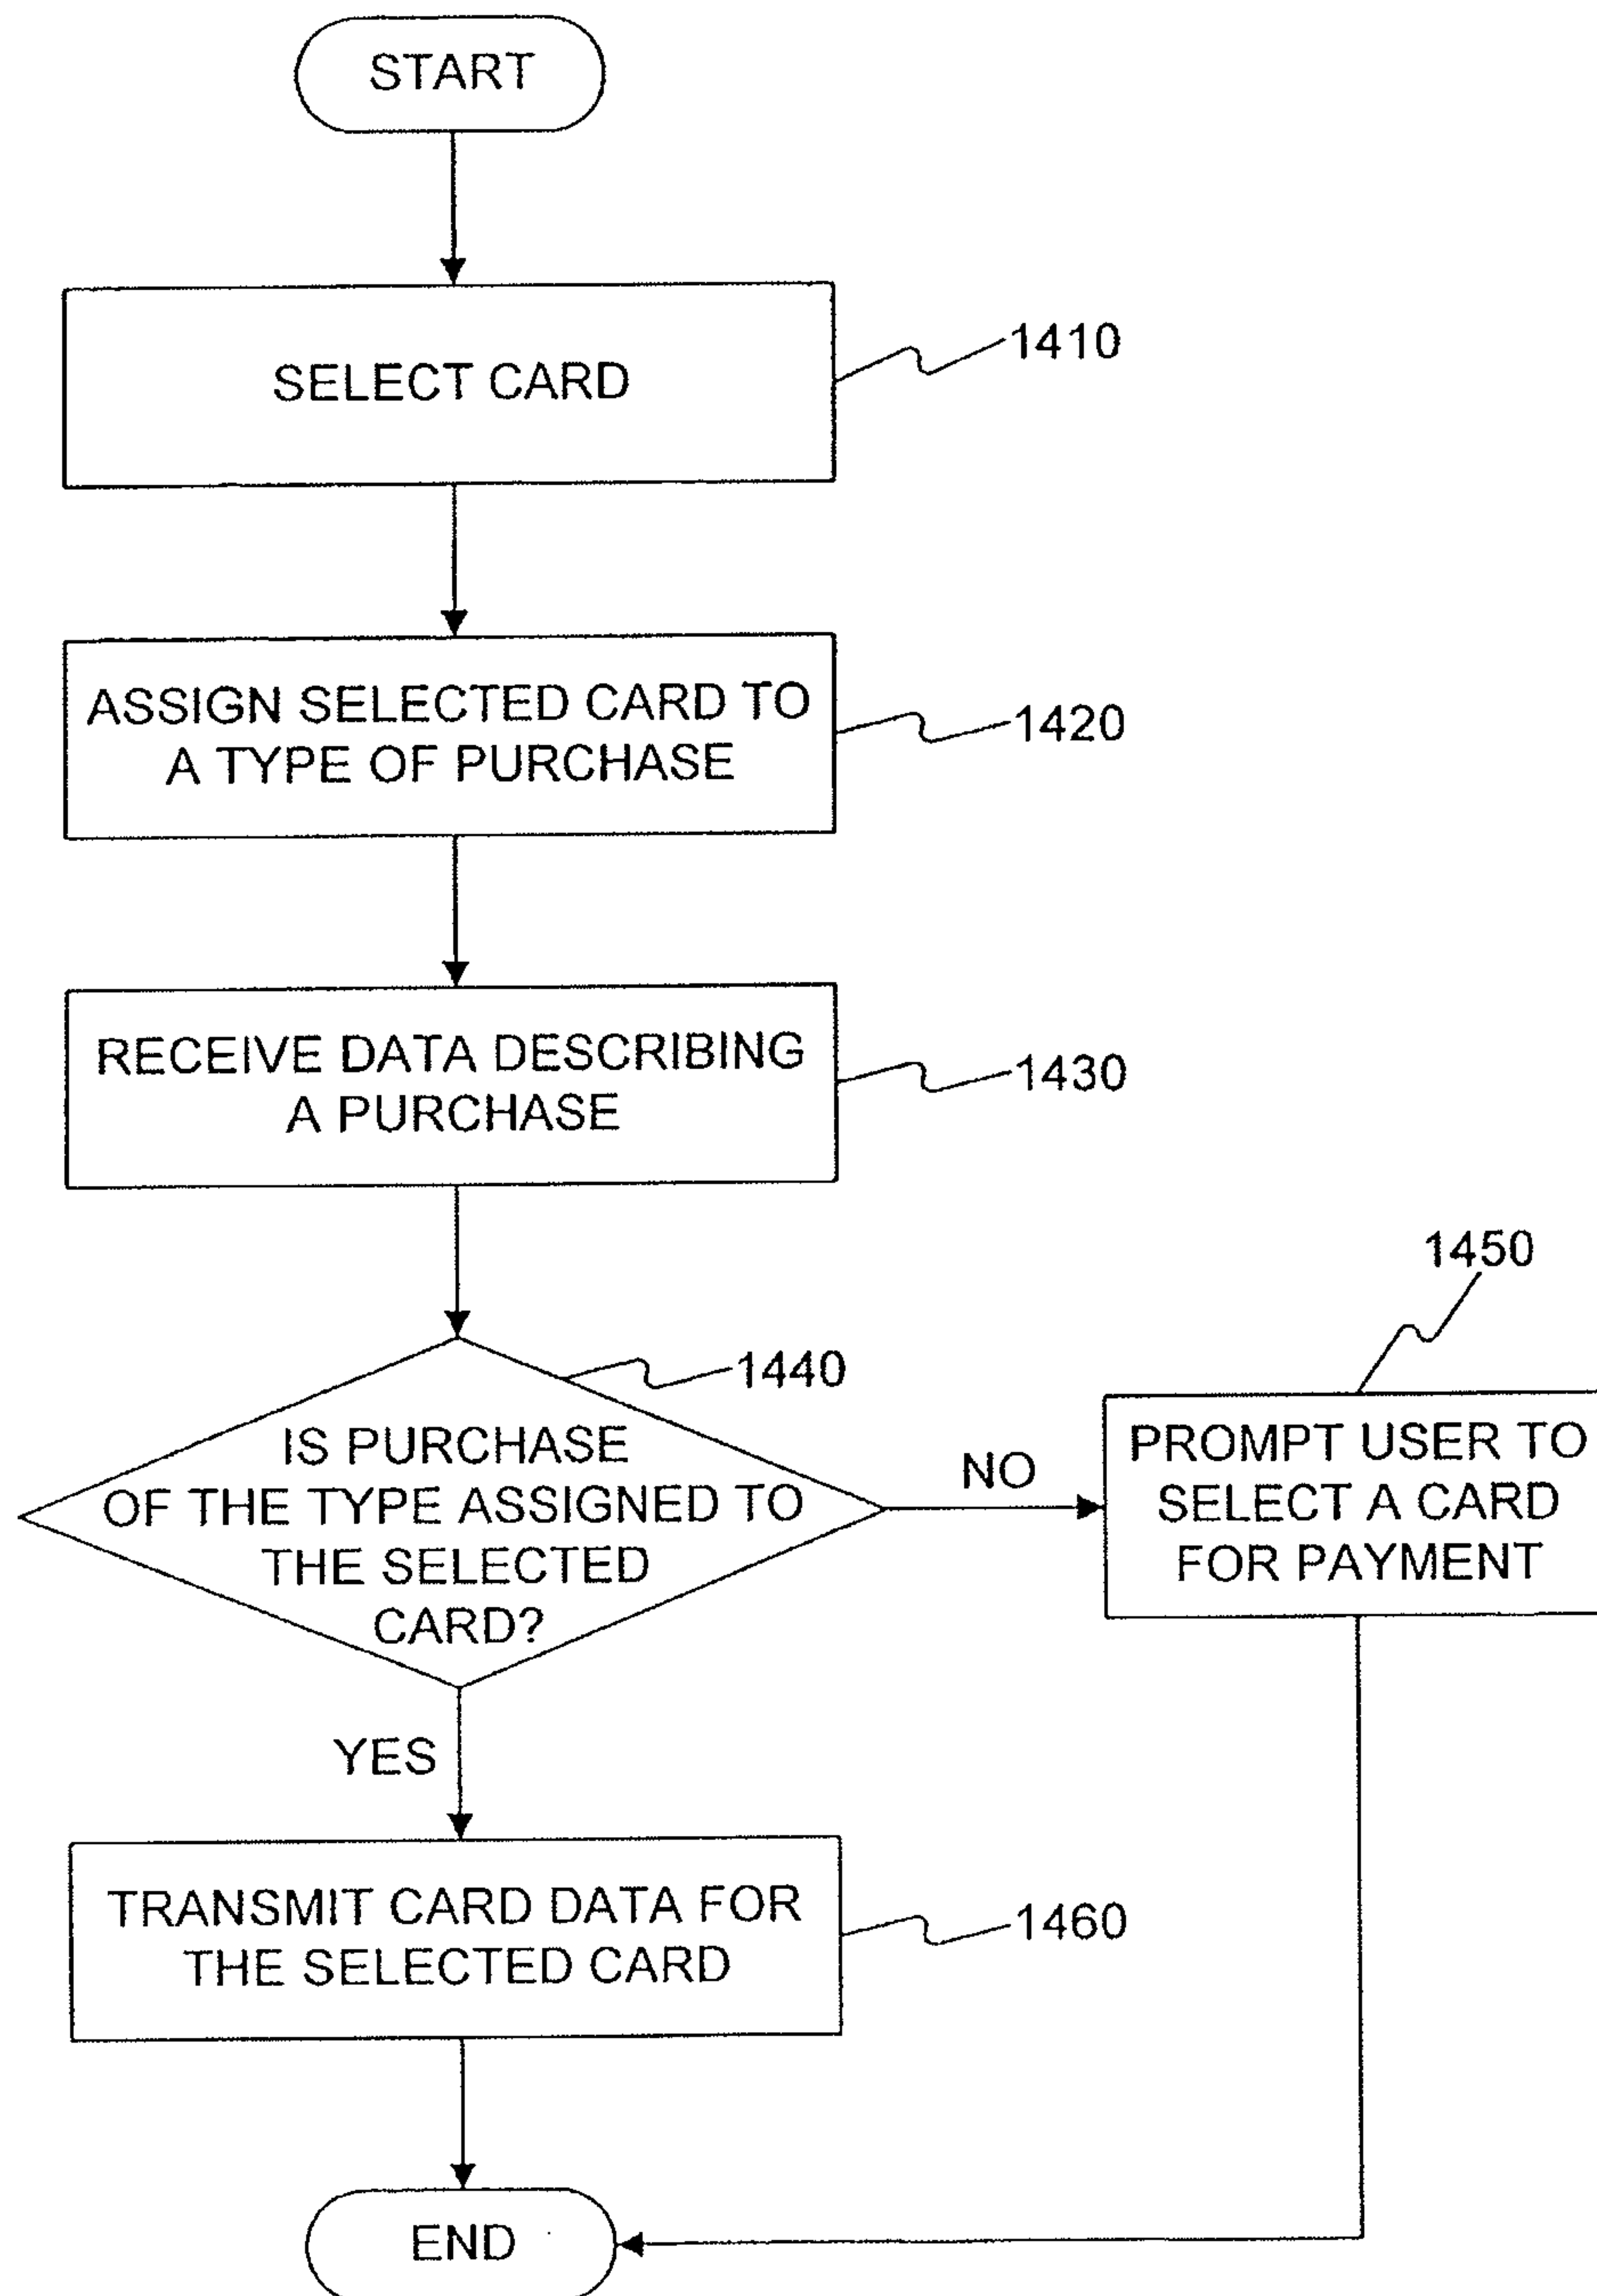 START
SELECT CARD
1410
ASSIGN SELECTED CARD TO
A TYPE OF PURCHASE
1420
RECEIVE DATA DESCRIBING
A PURCHASE
1430
1440
IS PURCHASE
OF THE TYPE ASSIGNED TO
THE SELECTED
CARD?
NO
1450
PROMPT USER TO
SELECT A CARD
FOR PAYMENT
YES
TRANSMIT CARD DATA FOR
THE SELECTED CARD
1460
END